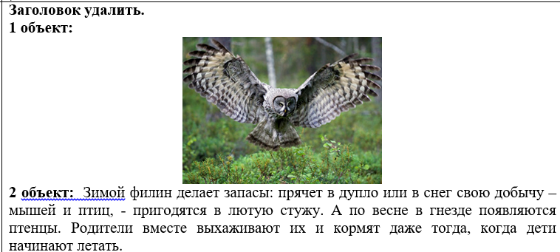 Заголовок удалить.
1 объект:
2 объект:  Зимой филин делает запасы: прячет в дупло или в снег свою добычу –
мышей и птиц, - пригодятся в лютую стужу. А по весне в гнезде появляются
птенцы. Родители вместе выхаживают их и кормят даже тогда, когда дети
начинают летать.